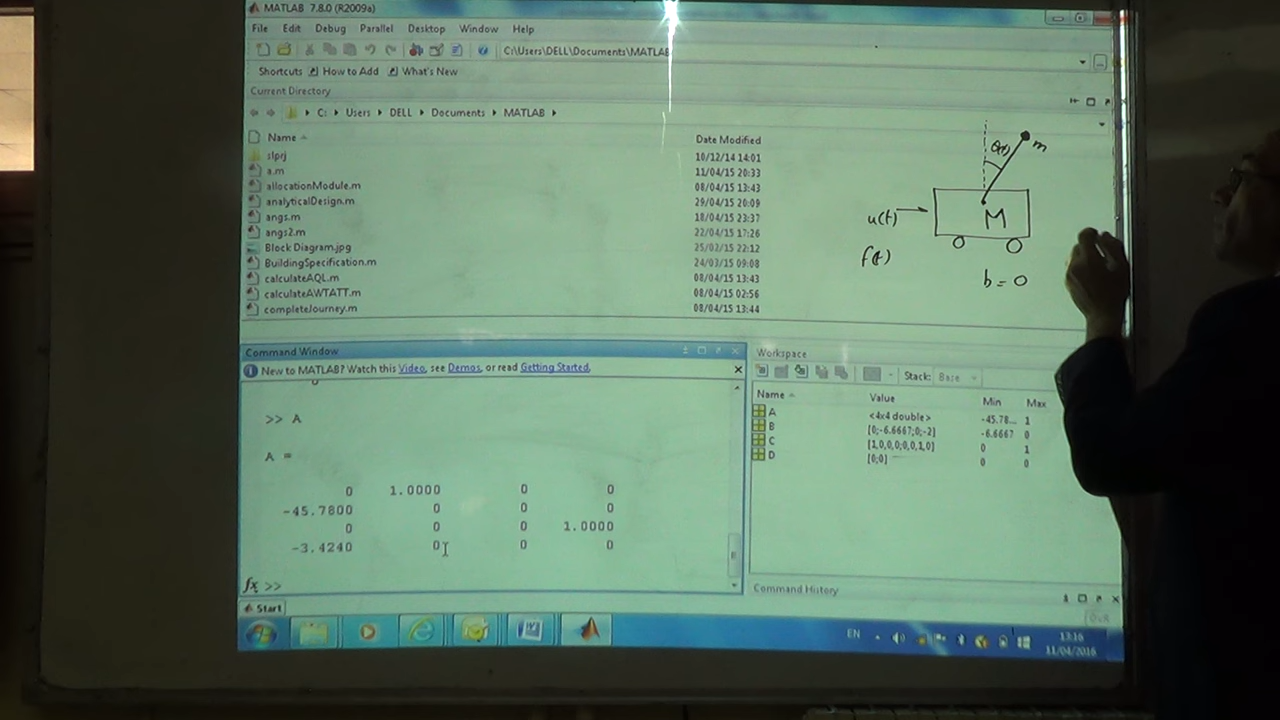 MATLAB 7.8.0 (R2009a)
File Edit Debug Parallel Desktop Window Help
C:\Users\DELL\Documents\MATLAB
Shortcuts How to Add What's New
Current Directory
C: Users DELL Documents MATLAB
Name Date Modified
slprj 10/12/14 14:01
a.m 11/04/15 20:33
allocationModule.m 08/04/15 13:43
analyticalDesign.m 29/04/15 20:09
angs.m 18/04/15 23:37
angs2.m 22/04/15 17:26
Block Diagram.jpg 25/02/15 22:12
BuildingSpecification.m 24/03/15 09:08
calculateAQL.m 08/04/15 13:43
calculateAWTATT.m 08/04/15 02:56
completeJourney.m 08/04/15 13:44
θ(t) m
u(t) M
f(t)
b = 0
Command Window
New to MATLAB? Watch this Video, see Demos, or read Getting Started.
>> A
A =
0 1.0000 0 0
-45.7800 0 0 0
0 0 0 1.0000
-3.4240 0 0 0
fx >>
Workspace
Stack: Base
Name Value Min Max
A <4x4 double> -45.78... 1
B [0;-6.6667;0;-2] -6.6667 0
C [1,0,0,0;0,0,1,0] 0 1
D [0;0] 0 0
Command History
Start
EN 13:16
11/04/2016